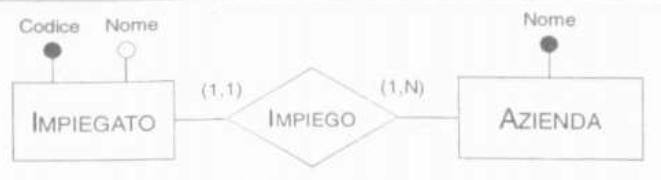 Codice Nome
Nome
(1,1)
(1,N)
IMPIEGATO
IMPIEGO
AZIENDA